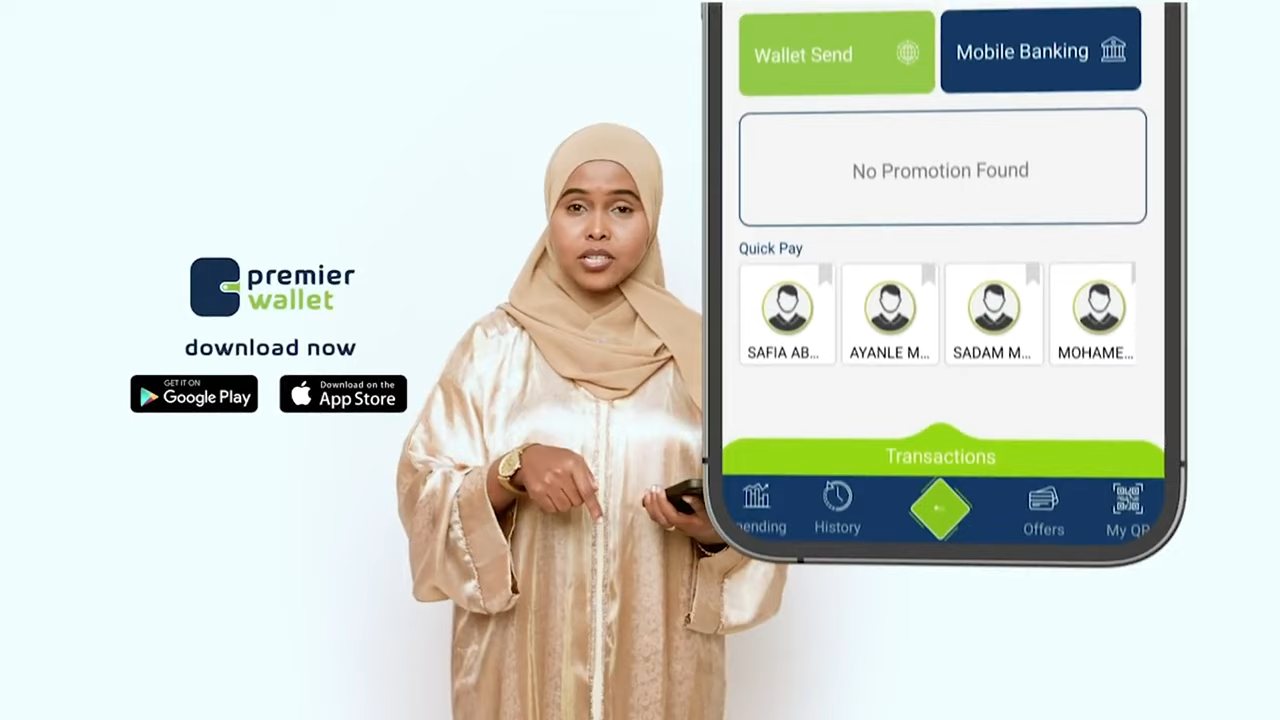 premier
wallet
download now
GET IT ON
Google Play
Download on the
App Store
Wallet Send
Mobile Banking
No Promotion Found
Quick Pay
SAFIA AB...
AYANLE M...
SADAM M...
MOHAME...
Transactions
pending
History
Offers
My QR